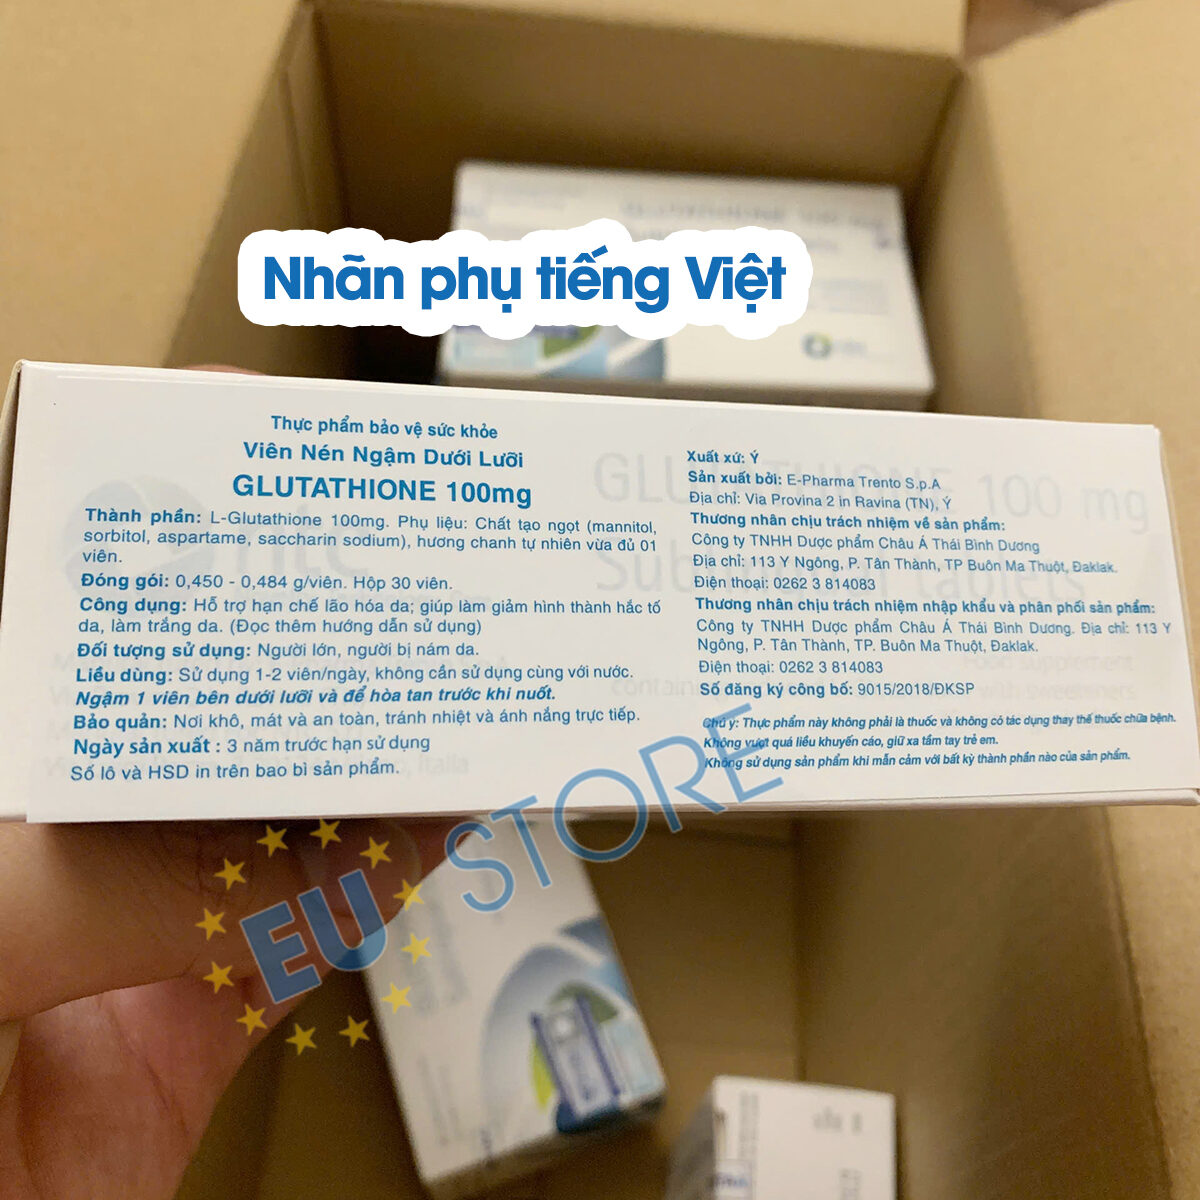 Nhãn phụ tiếng Việt
Thực phẩm bảo vệ sức khỏe
Viên Nén Ngậm Dưới Lưỡi
GLUTATHIONE 100mg
Thành phần: L-Glutathione 100mg. Phụ liệu: Chất tạo ngọt (mannitol,
sorbitol, aspartame, saccharin sodium), hương chanh tự nhiên vừa đủ 01
viên.
Đóng gói: 0,450 - 0,484 g/viên. Hộp 30 viên.
Công dụng: Hỗ trợ hạn chế lão hóa da; giúp làm giảm hình thành hắc tố
da, làm trắng da. (Đọc thêm hướng dẫn sử dụng)
Đối tượng sử dụng: Người lớn, người bị nám da.
Liều dùng: Sử dụng 1-2 viên/ngày, không cần sử dụng cùng với nước.
Ngậm 1 viên bên dưới lưỡi và để hòa tan trước khi nuốt.
Bảo quản: Nơi khô, mát và an toàn, tránh nhiệt và ánh nắng trực tiếp.
Ngày sản xuất : 3 năm trước hạn sử dụng
Số lô và HSD in trên bao bì sản phẩm.
Xuất xứ: Ý
Sản xuất bởi: E-Pharma Trento S.p.A
Địa chỉ: Via Provina 2 in Ravina (TN), Ý
Thương nhân chịu trách nhiệm về sản phẩm:
Công ty TNHH Dược phẩm Châu Á Thái Bình Dương
Địa chỉ: 113 Y Ngông, P. Tân Thành, TP Buôn Ma Thuột, Đaklak.
Điện thoại: 0262 3 814083
Thương nhân chịu trách nhiệm nhập khẩu và phân phối sản phẩm:
Công ty TNHH Dược phẩm Châu Á Thái Bình Dương. Địa chỉ: 113 Y
Ngông, P. Tân Thành, TP. Buôn Ma Thuột, Đaklak.
Điện thoại: 0262 3 814083
Số đăng ký công bố: 9015/2018/ĐKSP
Chú ý: Thực phẩm này không phải là thuốc và không có tác dụng thay thế thuốc chữa bệnh.
Không vượt quá liều khuyến cáo, giữ xa tầm tay trẻ em.
Không sử dụng sản phẩm khi mẫn cảm với bất kỳ thành phần nào của sản phẩm.
GLUTATHIONE 100 mg
Sublingual tablets
EU STORE